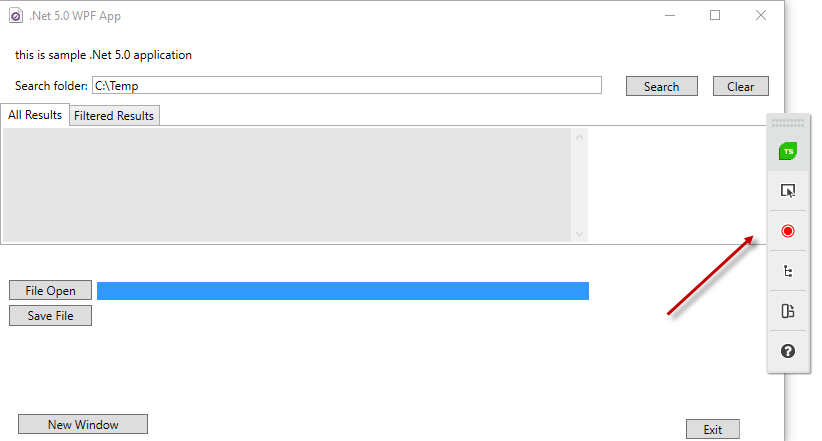 .Net 5.0 WPF App
this is sample .Net 5.0 application
Search folder: C:\Temp Search Clear
All Results Filtered Results
TS
File Open
Save File
?
New Window Exit